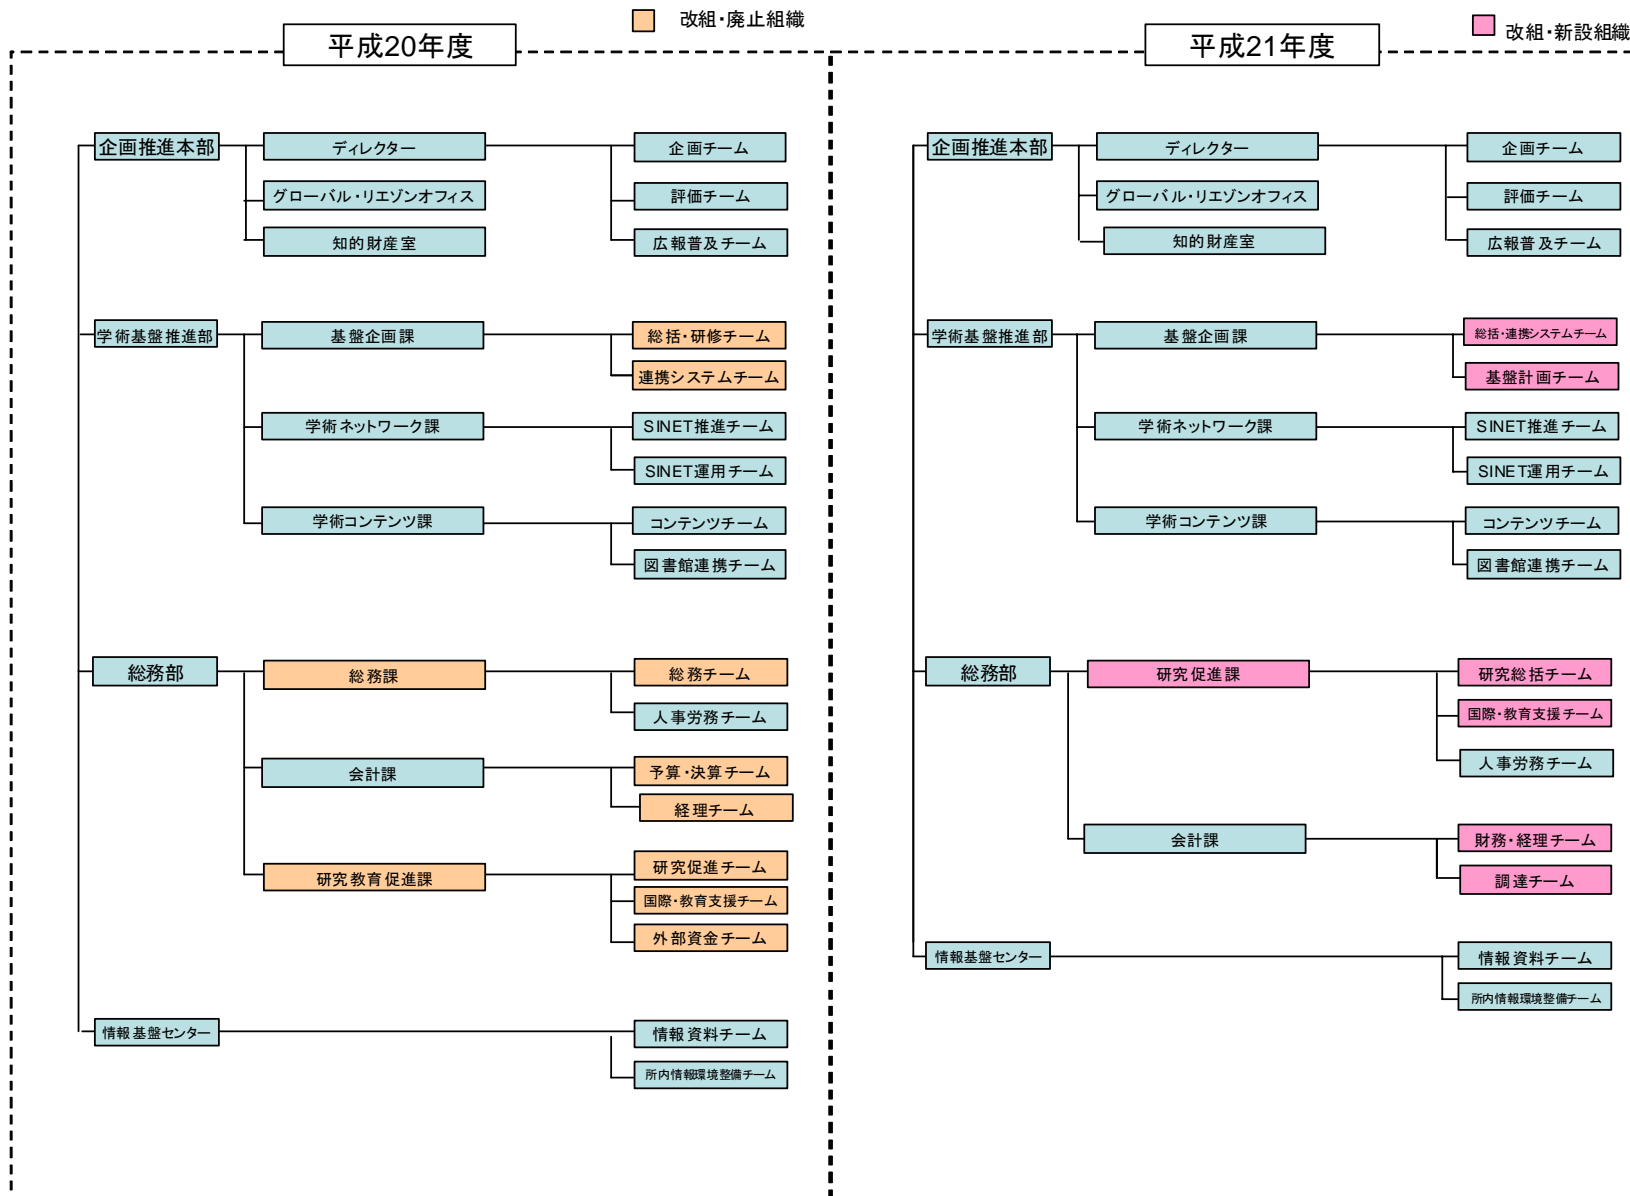 改組・廃止組織
平成20年度
企画推進本部
ディレクター
企画チーム
グローバル・リエゾンオフィス
評価チーム
知的財産室
広報普及チーム
学術基盤推進部
基盤企画課
総括・研修チーム
連携システムチーム
学術ネットワーク課
SINET推進チーム
SINET運用チーム
学術コンテンツ課
コンテンツチーム
図書館連携チーム
総務部
総務課
総務チーム
人事労務チーム
会計課
予算・決算チーム
経理チーム
研究教育促進課
研究促進チーム
国際・教育支援チーム
外部資金チーム
情報基盤センター
情報資料チーム
所内情報環境整備チーム
改組・新設組織
平成21年度
企画推進本部
ディレクター
企画チーム
グローバル・リエゾンオフィス
評価チーム
知的財産室
広報普及チーム
学術基盤推進部
基盤企画課
総括・連携システムチーム
基盤計画チーム
学術ネットワーク課
SINET推進チーム
SINET運用チーム
学術コンテンツ課
コンテンツチーム
図書館連携チーム
総務部
研究促進課
研究総括チーム
国際・教育支援チーム
人事労務チーム
会計課
財務・経理チーム
調達チーム
情報基盤センター
情報資料チーム
所内情報環境整備チーム